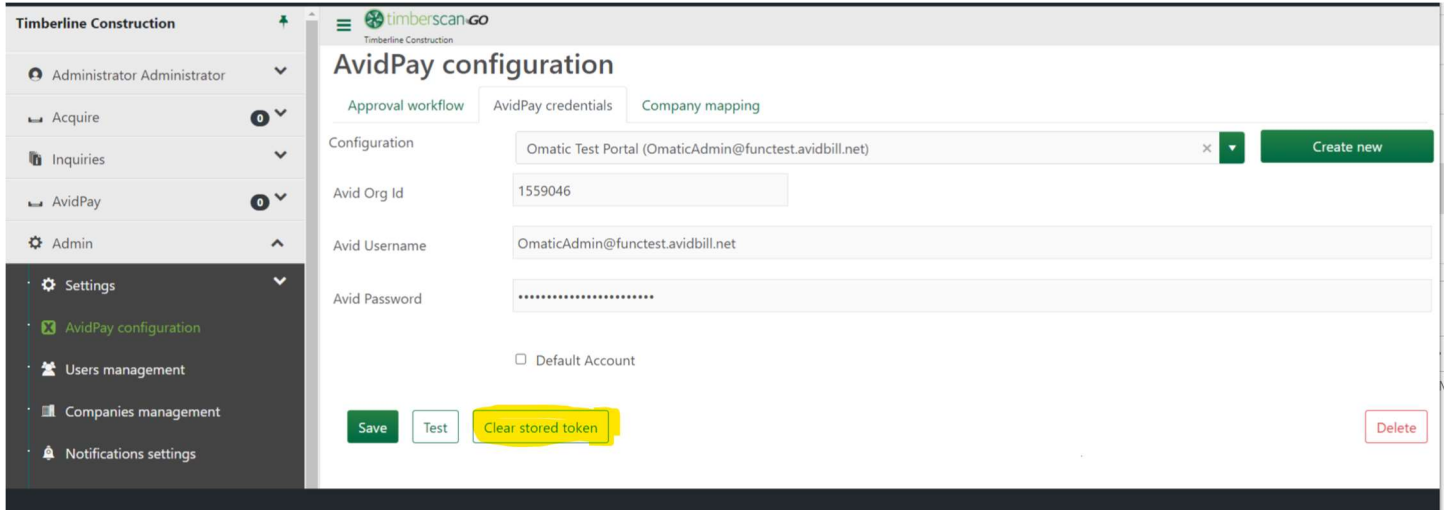 Timberline Construction
Administrator Administrator
Acquire 0
Inquiries
AvidPay 0
Admin
Settings
AvidPay configuration
Users management
Companies management
Notifications settings
timberscan GO
Timberline Construction
AvidPay configuration
Approval workflow AvidPay credentials Company mapping
Configuration Omatic Test Portal (OmaticAdmin@functest.avidbill.net) × Create new
Avid Org Id 1559046
Avid Username OmaticAdmin@functest.avidbill.net
Avid Password ••••••••••••••••••••••••
Default Account
Save Test Clear stored token Delete